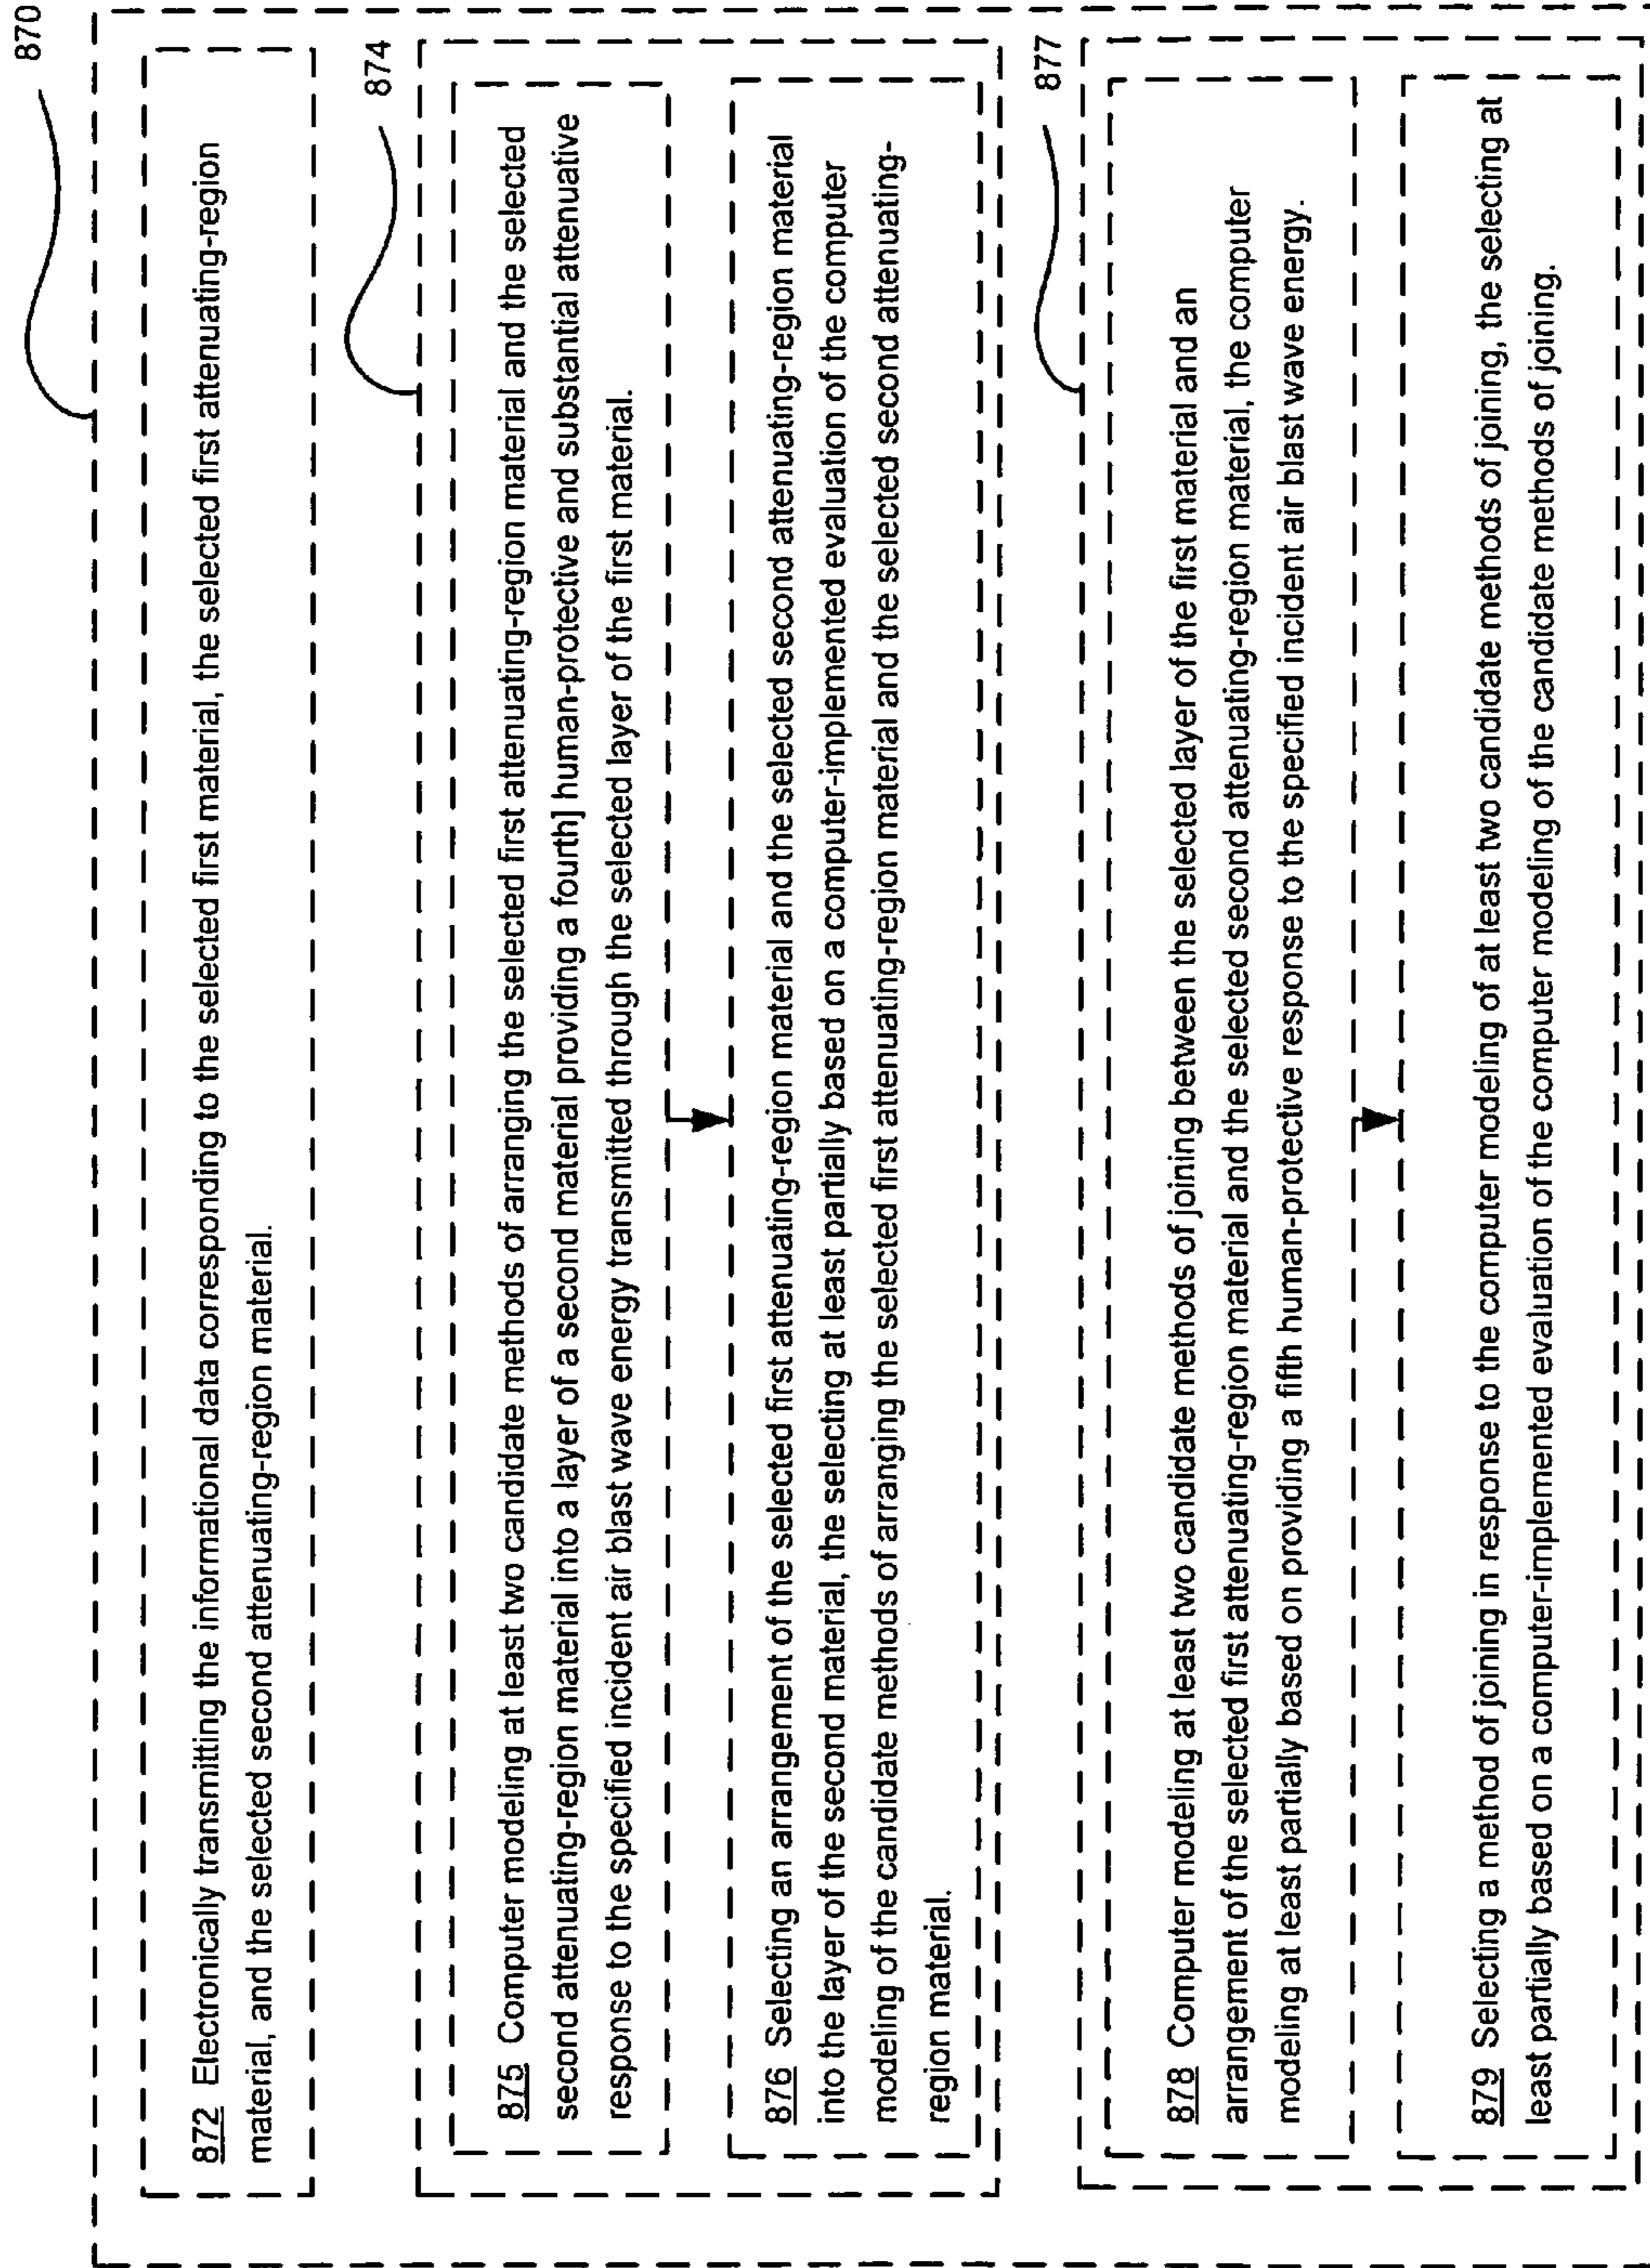 870
872 Electronically transmitting the informational data corresponding to the selected first material, the selected first attenuating-region
material, and the selected second attenuating-region material.
874
875 Computer modeling at least two candidate methods of arranging the selected first attenuating-region material and the selected
second attenuating-region material into a layer of a second material providing a fourth] human-protective and substantial attenuative
response to the specified incident air blast wave energy transmitted through the selected layer of the first material.
876 Selecting an arrangement of the selected first attenuating-region material and the selected second attenuating-region material
into the layer of the second material, the selecting at least partially based on a computer-implemented evaluation of the computer
modeling of the candidate methods of arranging the selected first attenuating-region material and the selected second attenuating-
region material.
877
878 Computer modeling at least two candidate methods of joining between the selected layer of the first material and an
arrangement of the selected first attenuating-region material and the selected second attenuating-region material, the computer
modeling at least partially based on providing a fifth human-protective response to the specified incident air blast wave energy.
879 Selecting a method of joining in response to the computer modeling of at least two candidate methods of joining, the selecting at
least partially based on a computer-implemented evaluation of the computer modeling of the candidate methods of joining.